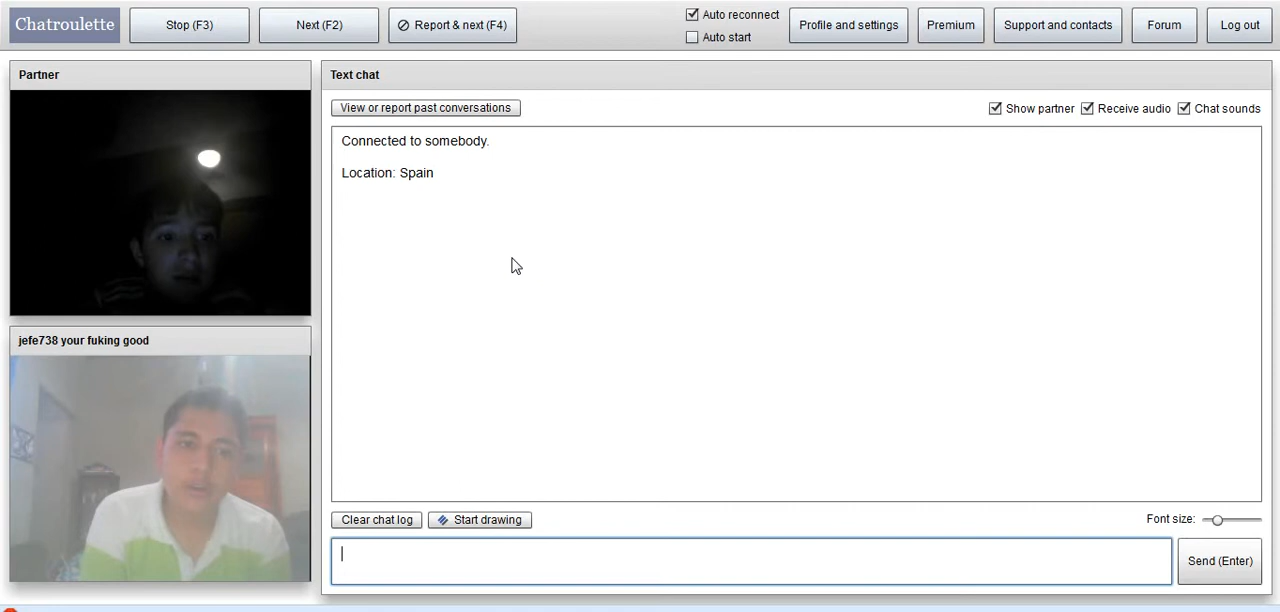 Chatroulette
Stop (F3)
Next (F2)
Report & next (F4)
Auto reconnect
Auto start
Profile and settings
Premium
Support and contacts
Forum
Log out
Partner
jefe738 your fuking good
Text chat
View or report past conversations
Show partner
Receive audio
Chat sounds
Connected to somebody.
Location: Spain
Clear chat log
Start drawing
Font size:
Send (Enter)